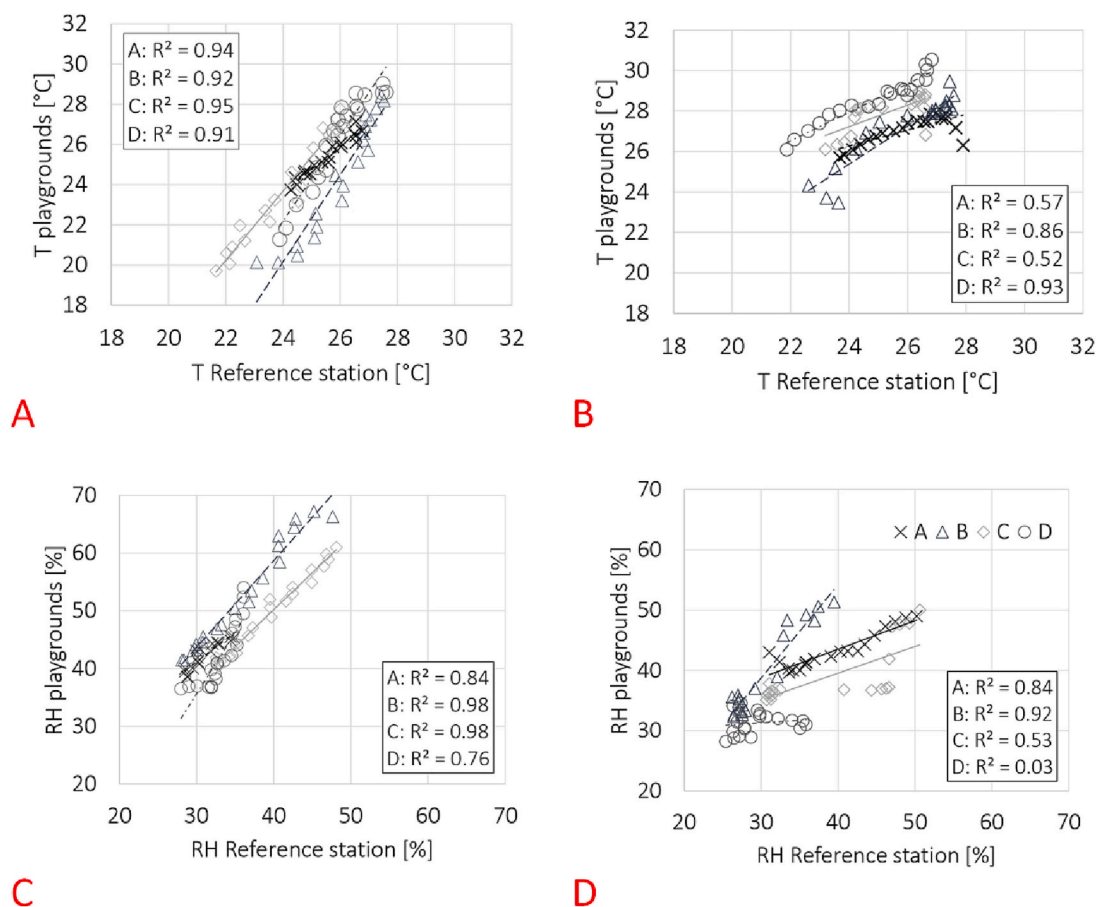 32
30
28
26
24
22
20
18
T playgrounds [°C]
A: R² = 0.94
B: R² = 0.92
C: R² = 0.95
D: R² = 0.91
18 20 22 24 26 28 30 32
T Reference station [°C]
A
32
30
28
26
24
22
20
18
T playgrounds [°C]
A: R² = 0.57
B: R² = 0.86
C: R² = 0.52
D: R² = 0.93
18 20 22 24 26 28 30 32
T Reference station [°C]
B
70
60
50
40
30
20
RH playgrounds [%]
A: R² = 0.84
B: R² = 0.98
C: R² = 0.98
D: R² = 0.76
20 30 40 50 60 70
RH Reference station [%]
C
70
60
50
40
30
20
RH playgrounds [%]
A B C D
A: R² = 0.84
B: R² = 0.92
C: R² = 0.53
D: R² = 0.03
20 30 40 50 60 70
RH Reference station [%]
D